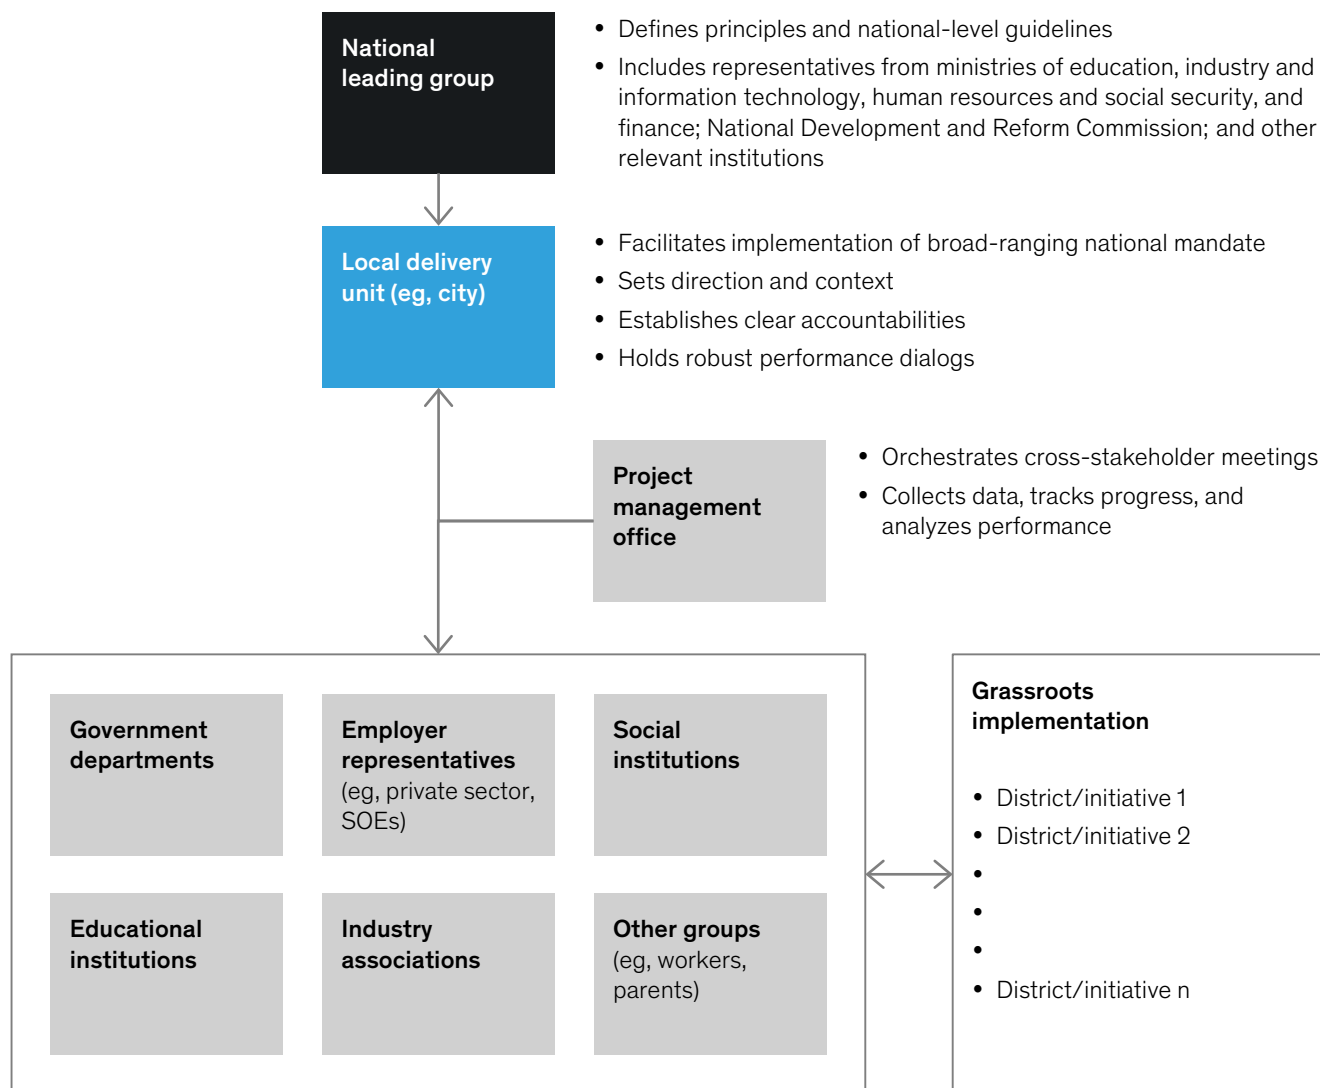 National
leading group
• Defines principles and national-level guidelines
• Includes representatives from ministries of education, industry and
information technology, human resources and social security, and
finance; National Development and Reform Commission; and other
relevant institutions
Local delivery
unit (eg, city)
• Facilitates implementation of broad-ranging national mandate
• Sets direction and context
• Establishes clear accountabilities
• Holds robust performance dialogs
Project
management
office
• Orchestrates cross-stakeholder meetings
• Collects data, tracks progress, and
analyzes performance
Government
departments
Employer
representatives
(eg, private sector,
SOEs)
Social
institutions
Educational
institutions
Industry
associations
Other groups
(eg, workers,
parents)
Grassroots
implementation
• District/initiative 1
• District/initiative 2
•
•
•
• District/initiative n